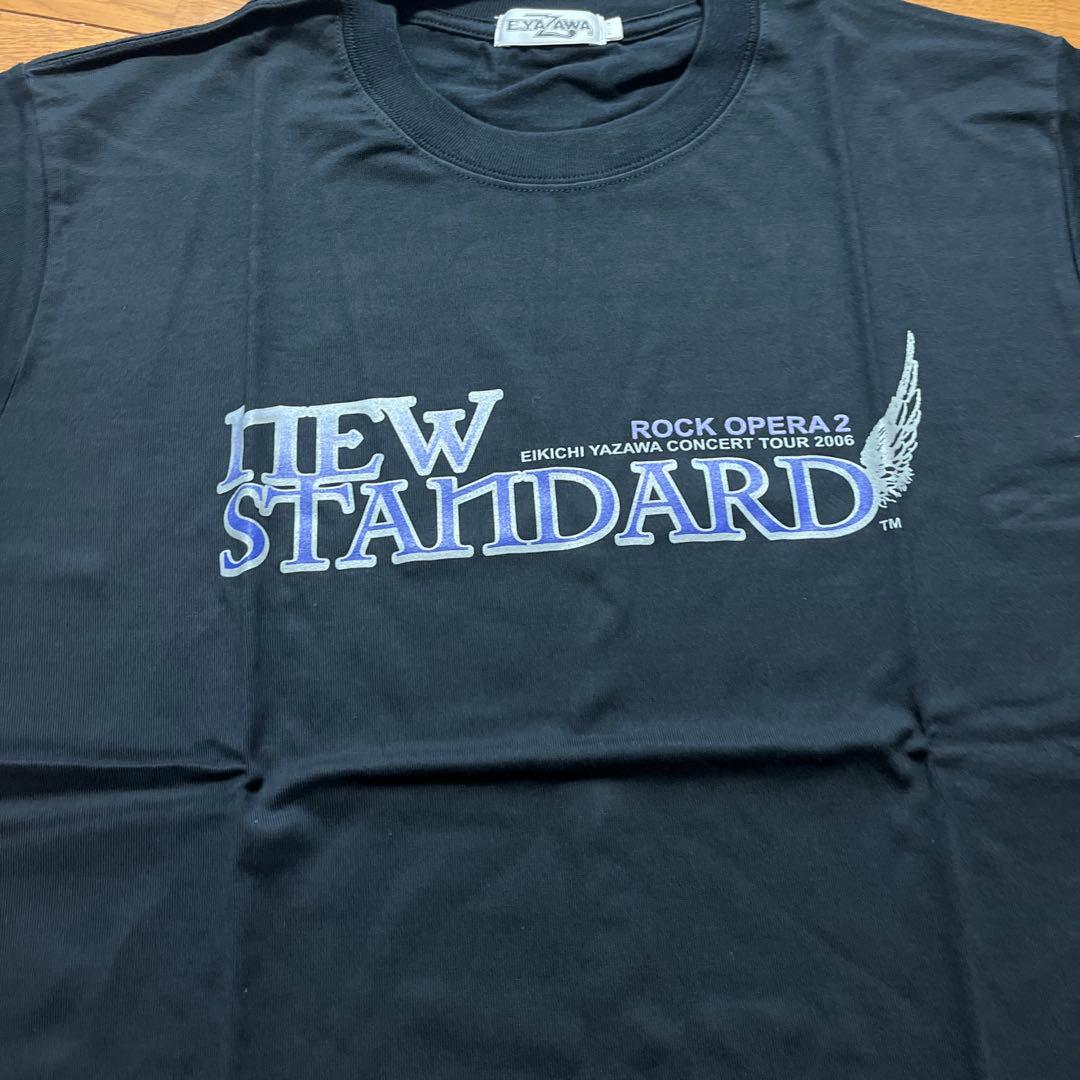 E.YAZAWA
NEW
ROCK OPERA 2
EIKICHI YAZAWA CONCERT TOUR 2006
STANDARD
TM